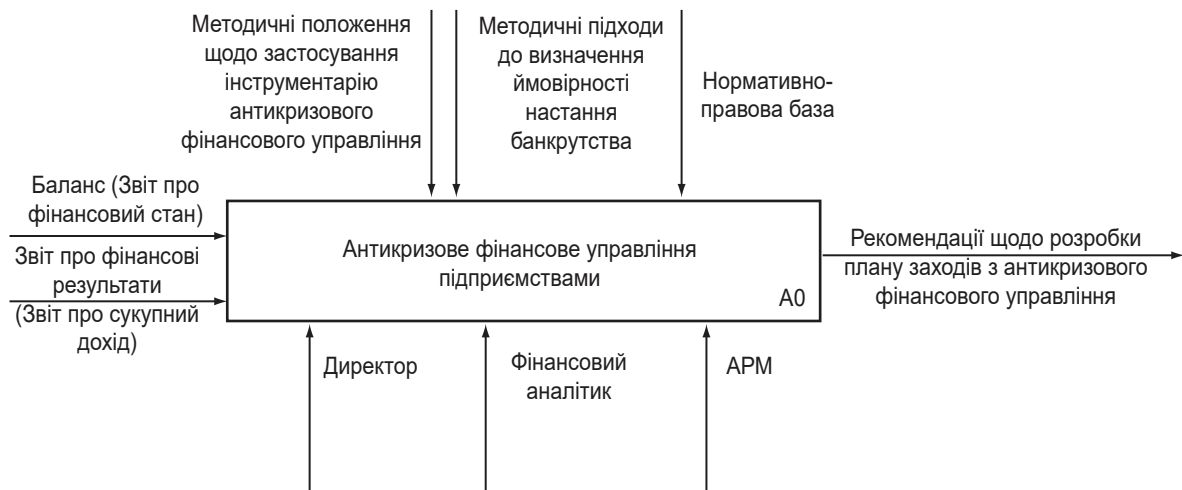 Методичні положення
щодо застосування
інструментарію
антикризового
фінансового управління
Методичні підходи
до визначення
ймовірності
настання
банкрутства
Нормативно-
правова база
Баланс (Звіт про
фінансовий стан)
Звіт про фінансові
результати
(Звіт про сукупний
дохід)
Антикризове фінансове управління
підприємствами
А0
Рекомендації щодо розробки
плану заходів з антикризового
фінансового управління
Директор
Фінансовий
аналітик
АРМ